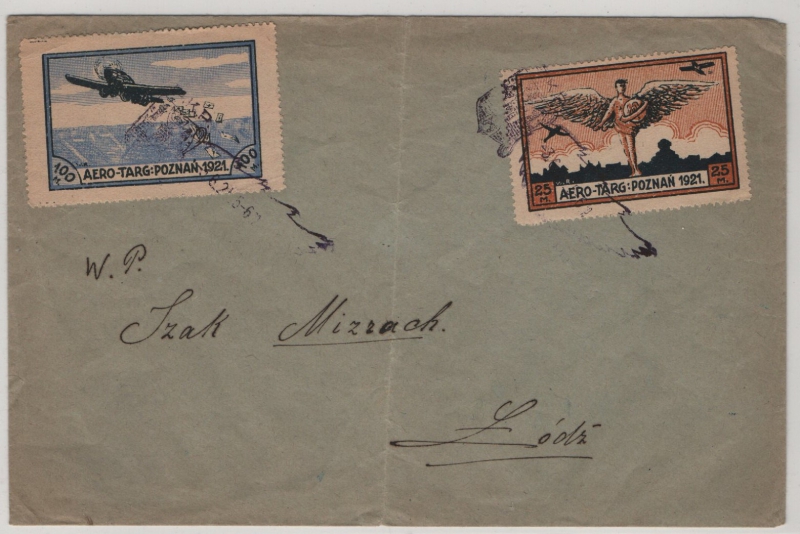 100 M. AERO-TARG:POZNAŃ 1921. 100 M.
25 M. AERO-TARG:POZNAŃ 1921. 25 M.
W. P.
Izak Mizrach.
Łódź